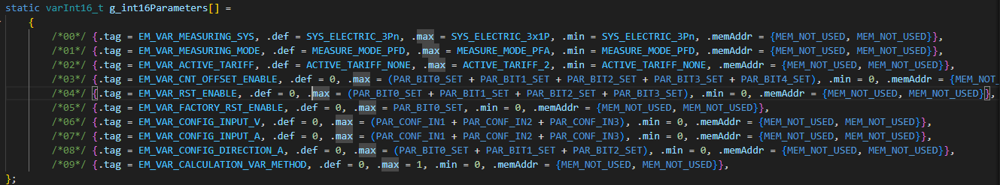 static varInt16_t g_int16Parameters[] =
{
/*00*/ {.tag = EM_VAR_MEASURING_SYS, .def = SYS_ELECTRIC_3Pn, .max = SYS_ELECTRIC_3x1P, .min = SYS_ELECTRIC_3Pn, .memAddr = {MEM_NOT_USED, MEM_NOT_USED}},
/*01*/ {.tag = EM_VAR_MEASURING_MODE, .def = MEASURE_MODE_PFD, .max = MEASURE_MODE_PFA, .min = MEASURE_MODE_PFD, .memAddr = {MEM_NOT_USED, MEM_NOT_USED}},
/*02*/ {.tag = EM_VAR_ACTIVE_TARIFF, .def = ACTIVE_TARIFF_NONE, .max = ACTIVE_TARIFF_2, .min = ACTIVE_TARIFF_NONE, .memAddr = {MEM_NOT_USED, MEM_NOT_USED}},
/*03*/ {.tag = EM_VAR_CNT_OFFSET_ENABLE, .def = 0, .max = (PAR_BIT0_SET + PAR_BIT1_SET + PAR_BIT2_SET + PAR_BIT3_SET + PAR_BIT4_SET), .min = 0, .memAddr = {MEM_NOT_USED, MEM_NOT_
/*04*/ {.tag = EM_VAR_RST_ENABLE, .def = 0, .max = (PAR_BIT0_SET + PAR_BIT1_SET + PAR_BIT2_SET + PAR_BIT3_SET), .min = 0, .memAddr = {MEM_NOT_USED, MEM_NOT_USED}},
/*05*/ {.tag = EM_VAR_FACTORY_RST_ENABLE, .def = 0, .max = PAR_BIT0_SET, .min = 0, .memAddr = {MEM_NOT_USED, MEM_NOT_USED}},
/*06*/ {.tag = EM_VAR_CONFIG_INPUT_V, .def = 0, .max = (PAR_CONF_IN1 + PAR_CONF_IN2 + PAR_CONF_IN3), .min = 0, .memAddr = {MEM_NOT_USED, MEM_NOT_USED}},
/*07*/ {.tag = EM_VAR_CONFIG_INPUT_A, .def = 0, .max = (PAR_CONF_IN1 + PAR_CONF_IN2 + PAR_CONF_IN3), .min = 0, .memAddr = {MEM_NOT_USED, MEM_NOT_USED}},
/*08*/ {.tag = EM_VAR_CONFIG_DIRECTION_A, .def = 0, .max = (PAR_BIT0_SET + PAR_BIT1_SET + PAR_BIT2_SET), .min = 0, .memAddr = {MEM_NOT_USED, MEM_NOT_USED}},
/*09*/ {.tag = EM_VAR_CALCULATION_VAR_METHOD, .def = 0, .max = 1, .min = 0, .memAddr = {MEM_NOT_USED, MEM_NOT_USED}},
};